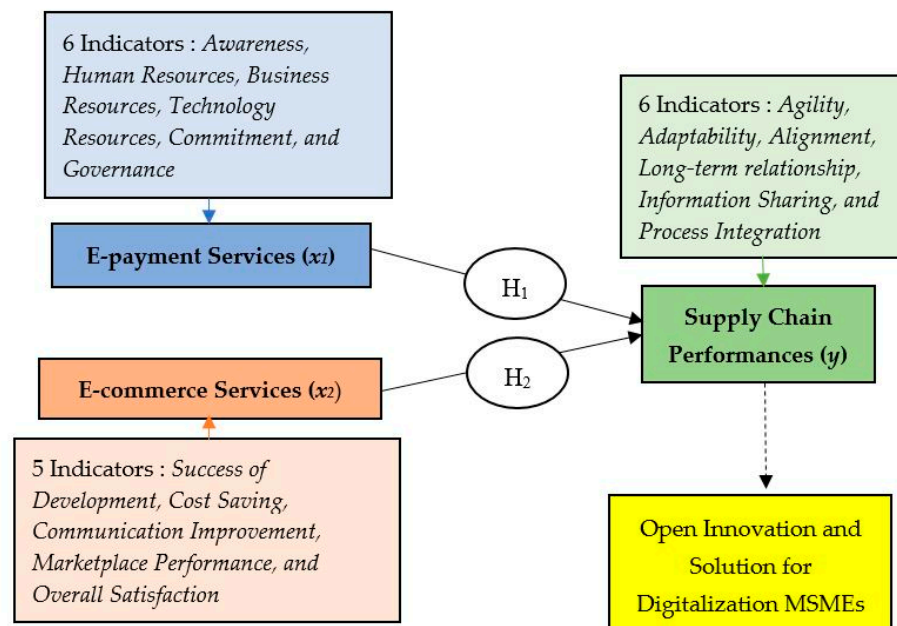 6 Indicators : Awareness,
Human Resources, Business
Resources, Technology
Resources, Commitment, and
Governance
E-payment Services (x1)
H1
H2
E-commerce Services (x2)
5 Indicators : Success of
Development, Cost Saving,
Communication Improvement,
Marketplace Performance, and
Overall Satisfaction
6 Indicators : Agility,
Adaptability, Alignment,
Long-term relationship,
Information Sharing, and
Process Integration
Supply Chain
Performances (y)
Open Innovation and
Solution for
Digitalization MSMEs